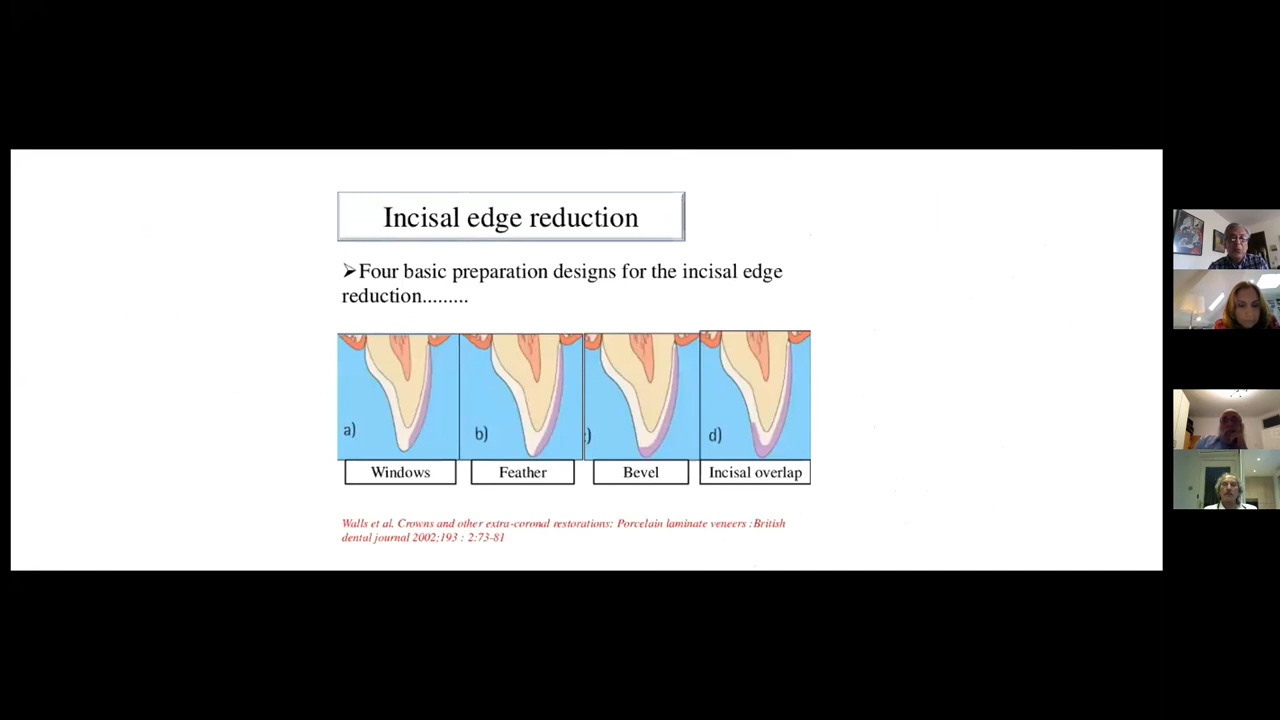 Incisal edge reduction
➢Four basic preparation designs for the incisal edge
reduction.........
a)
b)
:)
d)
Windows
Feather
Bevel
Incisal overlap
Walls et al. Crowns and other extra-coronal restorations: Porcelain laminate veneers :British
dental journal 2002;193 : 2:73-81